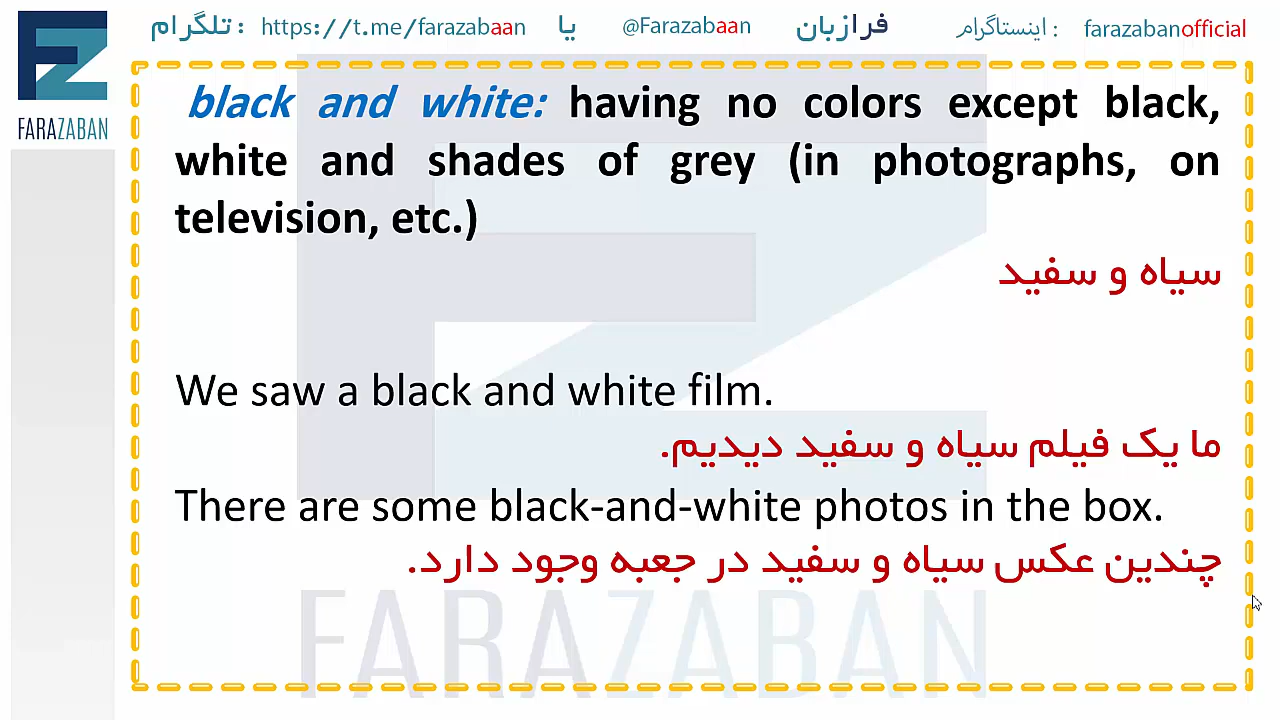 تلگرام : https://t.me/farazabaan یا @Farazabaan فرازبان اینستاگرام : farazabanofficial
FZ
FARAZABAN
black and white: having no colors except black,
white and shades of grey (in photographs, on
television, etc.)
سیاه و سفید
We saw a black and white film.
ما یک فیلم سیاه و سفید دیدیم.
There are some black-and-white photos in the box.
چندین عکس سیاه و سفید در جعبه وجود دارد.
FARAZABAN